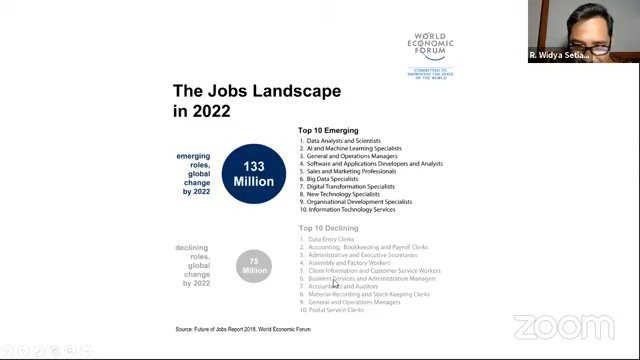 WORLD
ECONOMIC
FORUM
COMMITTED TO
IMPROVING THE STATE
OF THE WORLD
R. Widya Setia...
The Jobs Landscape
in 2022
emerging
roles,
global
change
by 2022
133
Million
Top 10 Emerging
1. Data Analysts and Scientists
2. AI and Machine Learning Specialists
3. General and Operations Managers
4. Software and Applications Developers and Analysts
5. Sales and Marketing Professionals
6. Big Data Specialists
7. Digital Transformation Specialists
8. New Technology Specialists
9. Organisational Development Specialists
10. Information Technology Services
declining
roles,
global
change
by 2022
75
Million
Top 10 Declining
1. Data Entry Clerks
2. Accounting, Bookkeeping and Payroll Clerks
3. Administrative and Executive Secretaries
4. Assembly and Factory Workers
5. Client Information and Customer Service Workers
6. Business Services and Administration Managers
7. Accountants and Auditors
8. Material-Recording and Stock-Keeping Clerks
9. General and Operations Managers
10. Postal Service Clerks
Source: Future of Jobs Report 2018, World Economic Forum
zoom